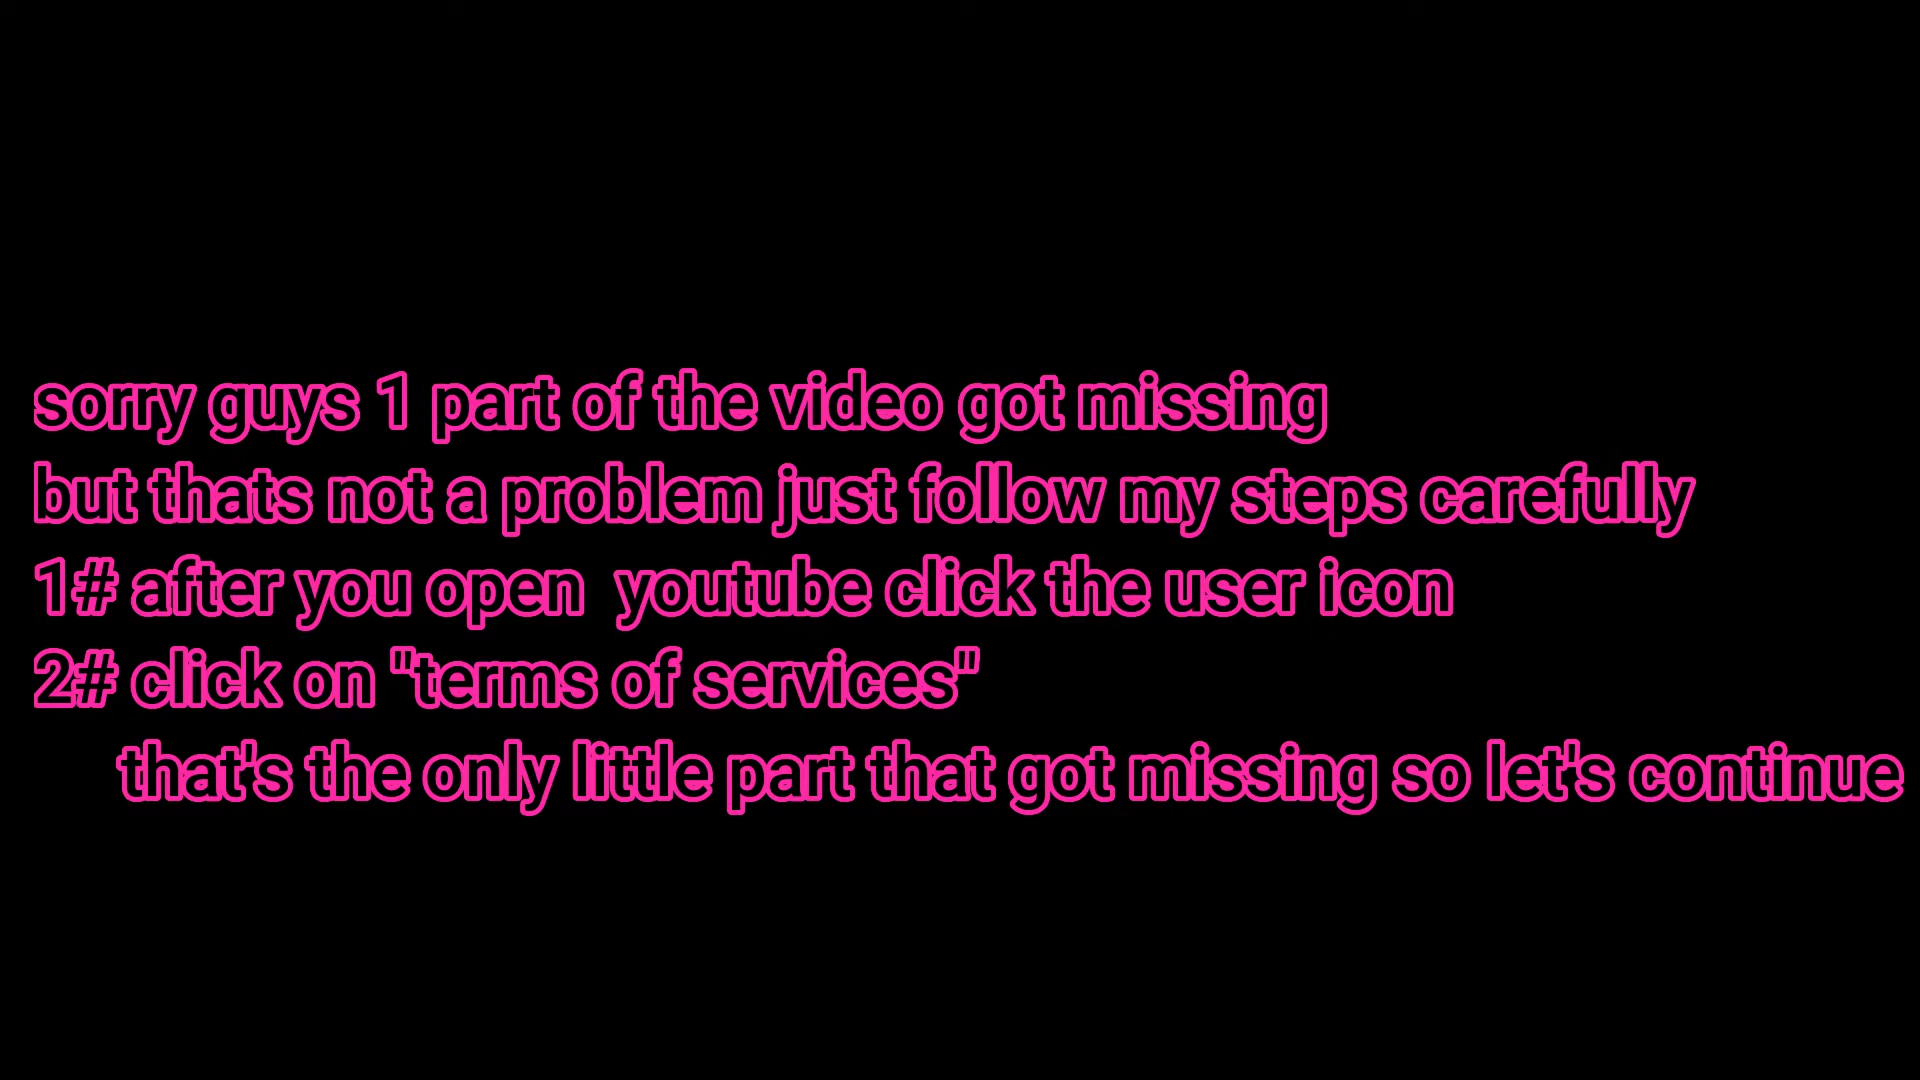 sorry guys 1 part of the video got missing
but thats not a problem just follow my steps carefully
1# after you open  youtube click the user icon
2# click on "terms of services"
that's the only little part that got missing so let's continue